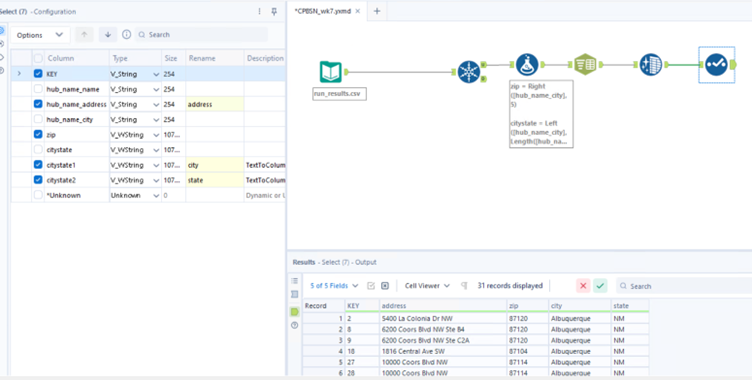 Select (7) - Configuration
Options
Search
Column Type Size Rename Description
KEY V_String 254
hub_name_name V_String 254
hub_name_address V_String 254 address
hub_name_city V_String 254
zip V_WString 107...
citystate V_WString 107...
citystate1 V_WString 107... city TextToColum
citystate2 V_WString 107... state TextToColum
*Unknown Unknown 0 Dynamic or U
*CPBSN_wk7.yxmd
run_results.csv
zip = Right
([hub_name_city],
5)
citystate = Left
([hub_name_city],
Length([hub_na...
Results - Select (7) - Output
5 of 5 Fields Cell Viewer 31 records displayed Search
Record KEY address zip city state
1 2 5400 La Colonia Dr NW 87120 Albuquerque NM
2 8 6200 Coors Blvd NW Ste B4 87120 Albuquerque NM
3 9 6200 Coors Blvd NW Ste C2A 87120 Albuquerque NM
4 18 1816 Central Ave SW 87104 Albuquerque NM
5 27 10000 Coors Blvd NW 87114 Albuquerque NM
6 28 10000 Coors Blvd NW 87114 Albuquerque NM